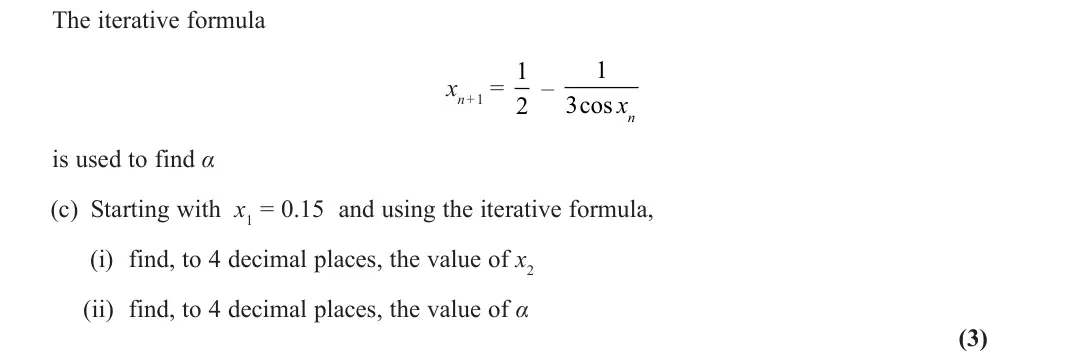 The iterative formula
x_{n+1} = 1/2 − 1/(3 cos x_n)
is used to find α
(c) Starting with x_1 = 0.15 and using the iterative formula,
(i) find, to 4 decimal places, the value of x_2
(ii) find, to 4 decimal places, the value of α
(3)